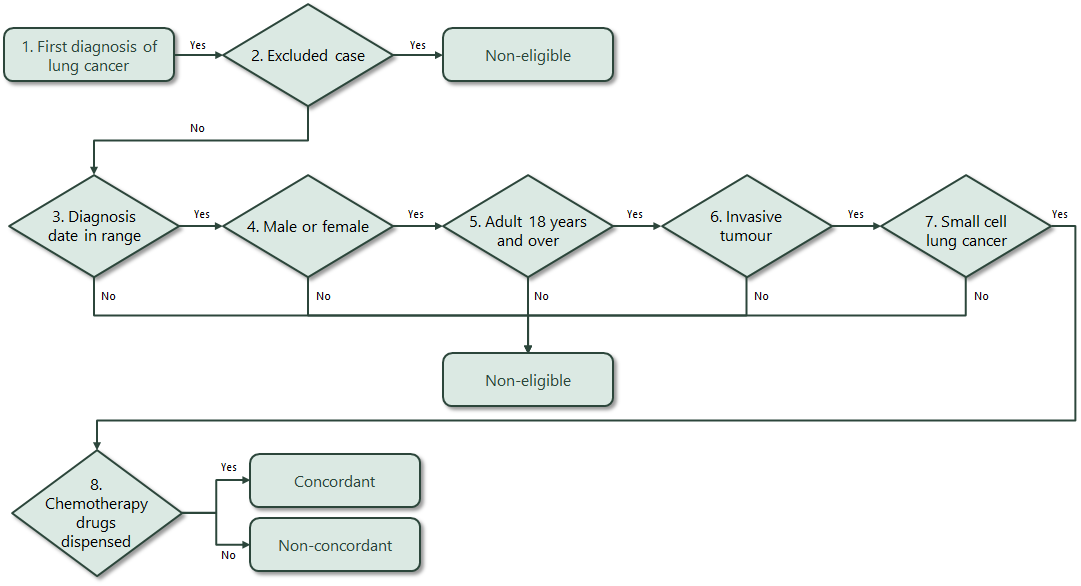 1. First diagnosis of
lung cancer
Yes
2. Excluded case
Yes
Non-eligible
No
3. Diagnosis
date in range
Yes
4. Male or female
Yes
5. Adult 18 years
and over
Yes
6. Invasive
tumour
Yes
7. Small cell
lung cancer
Yes
No
No
No
No
No
Non-eligible
8.
Chemotherapy
drugs
dispensed
Yes
Concordant
No
Non-concordant